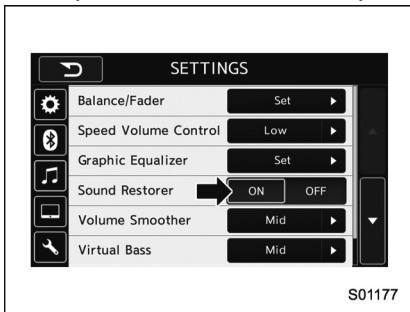 SETTINGS
Balance/Fader Set
Speed Volume Control Low
Graphic Equalizer Set
Sound Restorer ON OFF
Volume Smoother Mid
Virtual Bass Mid
S01177